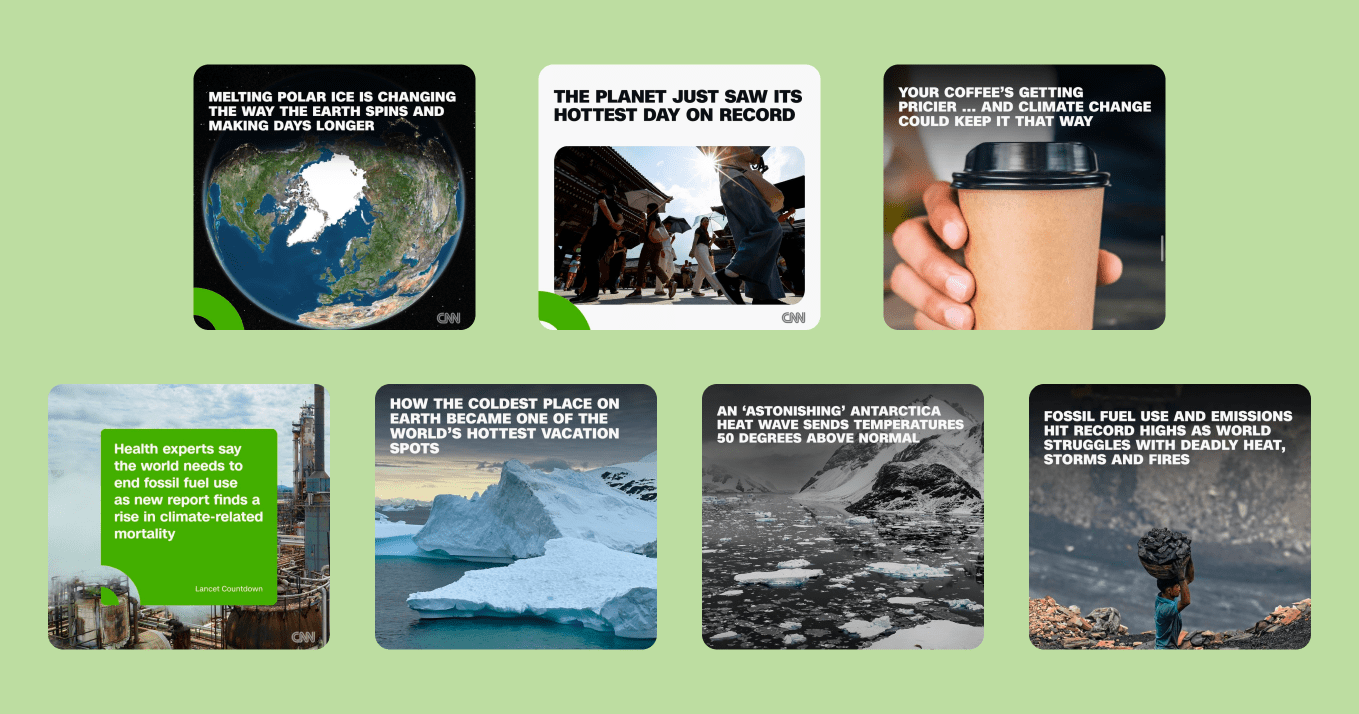 MELTING POLAR ICE IS CHANGING
THE WAY THE EARTH SPINS AND
MAKING DAYS LONGER
CNN
THE PLANET JUST SAW ITS
HOTTEST DAY ON RECORD
CNN
YOUR COFFEE'S GETTING
PRICIER ... AND CLIMATE CHANGE
COULD KEEP IT THAT WAY
Health experts say
the world needs to
end fossil fuel use
as new report finds a
rise in climate-related
mortality
Lancet Countdown
CNN
HOW THE COLDEST PLACE ON
EARTH BECAME ONE OF THE
WORLD'S HOTTEST VACATION
SPOTS
AN ‘ASTONISHING’ ANTARCTICA
HEAT WAVE SENDS TEMPERATURES
50 DEGREES ABOVE NORMAL
FOSSIL FUEL USE AND EMISSIONS
HIT RECORD HIGHS AS WORLD
STRUGGLES WITH DEADLY HEAT,
STORMS AND FIRES